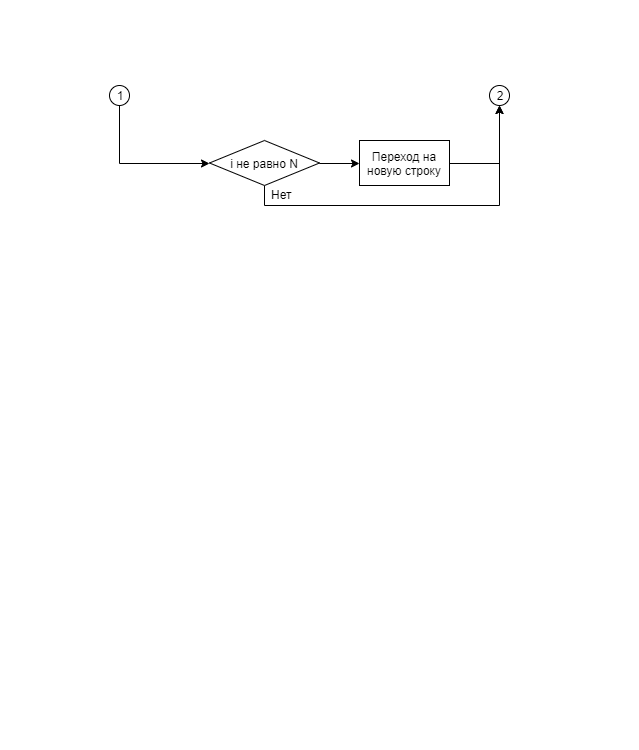 1
2
i не равно N
Переход на
новую строку
Нет